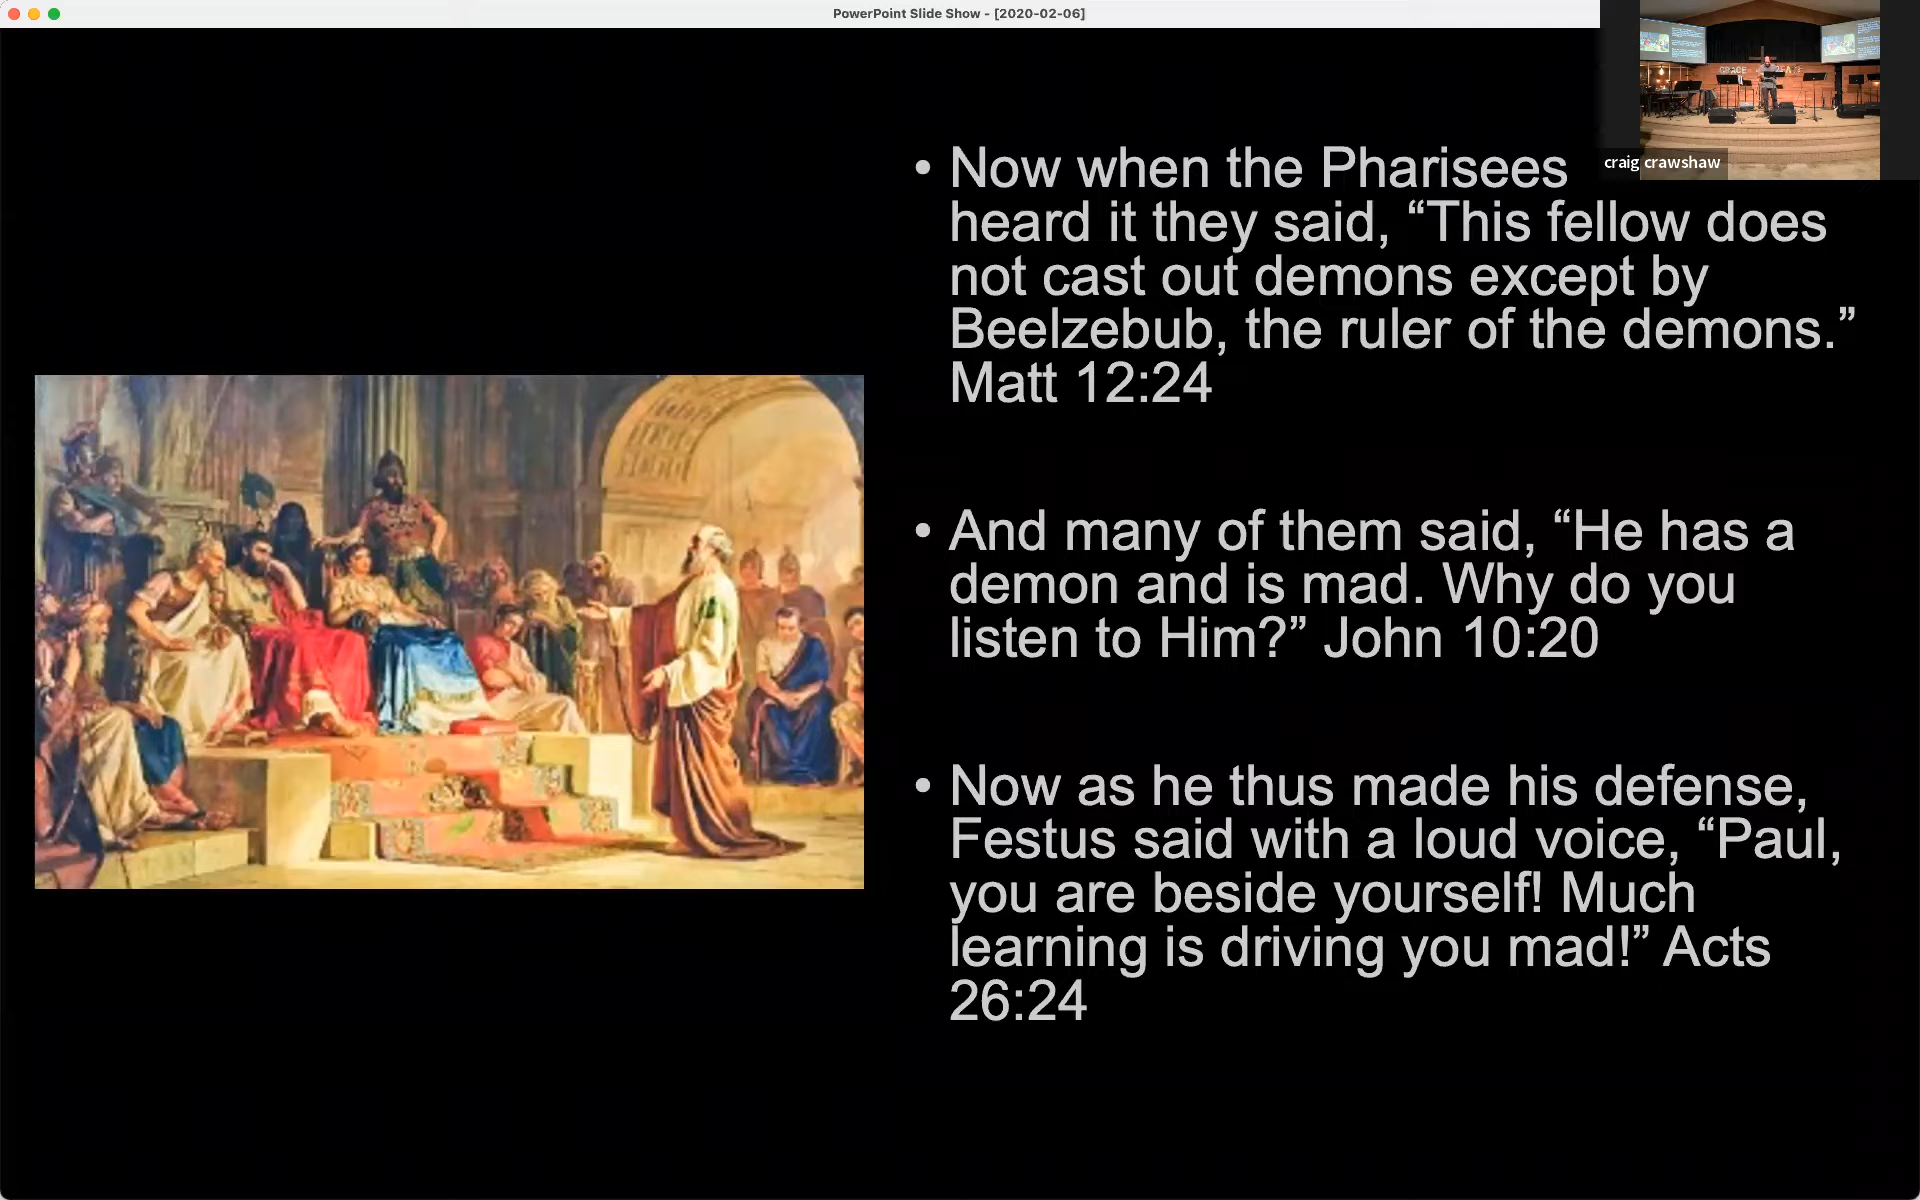 PowerPoint Slide Show - [2020-02-06]
craig crawshaw
• Now when the Pharisees
heard it they said, “This fellow does
not cast out demons except by
Beelzebub, the ruler of the demons.”
Matt 12:24
• And many of them said, “He has a
demon and is mad. Why do you
listen to Him?” John 10:20
• Now as he thus made his defense,
Festus said with a loud voice, “Paul,
you are beside yourself! Much
learning is driving you mad!” Acts
26:24